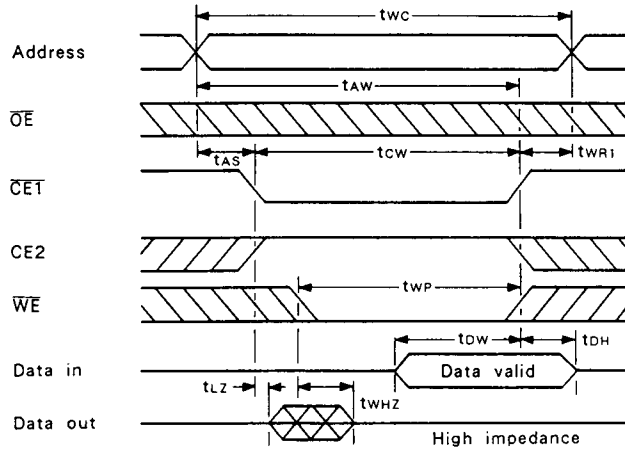 tWC
Address
tAW
OE
tAS
tCW
tWR1
CE1
CE2
tWP
WE
tDW
tDH
Data in
Data valid
tLZ
tWHZ
Data out
High impedance